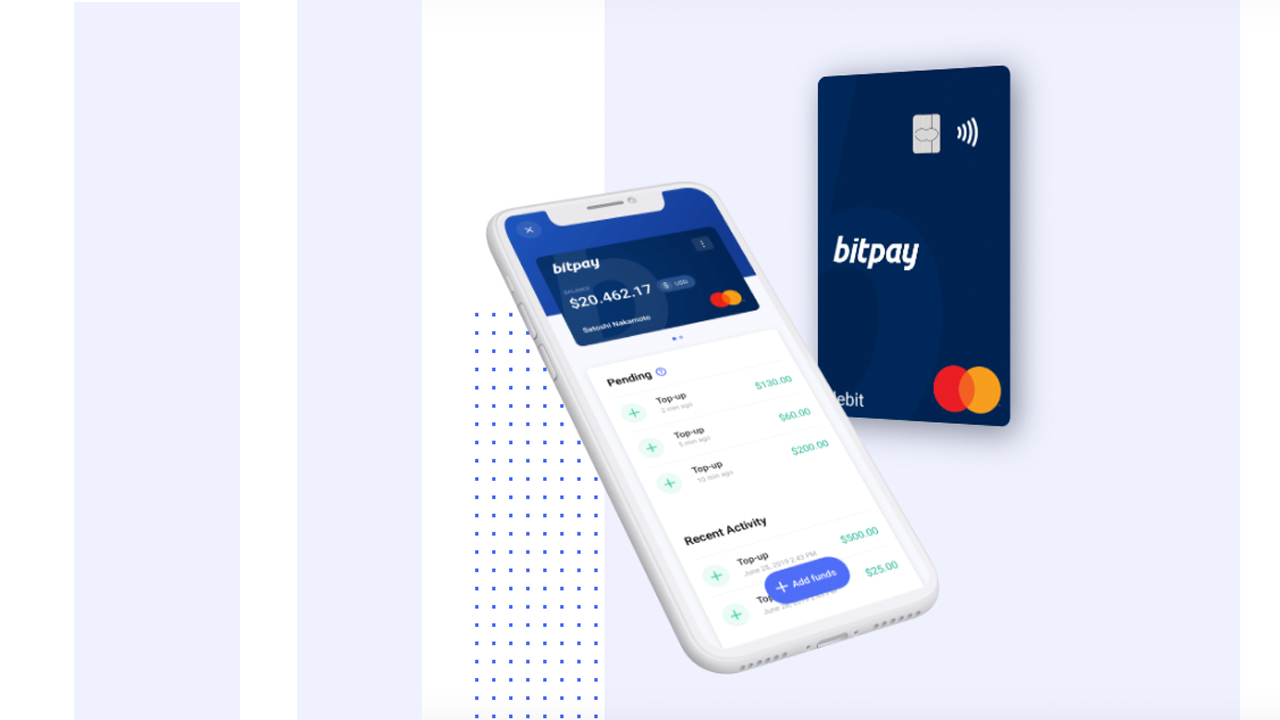 bitpay
BALANCE
$20,462.17
$ USD
Satoshi Nakamoto
Pending ?
Top-up
2 min ago
$130.00
Top-up
5 min ago
$60.00
Top-up
10 min ago
$200.00
Recent Activity
Top-up
June 28, 2019 2:43 PM
$500.00
Add funds
$25.00
bitpay
ebit